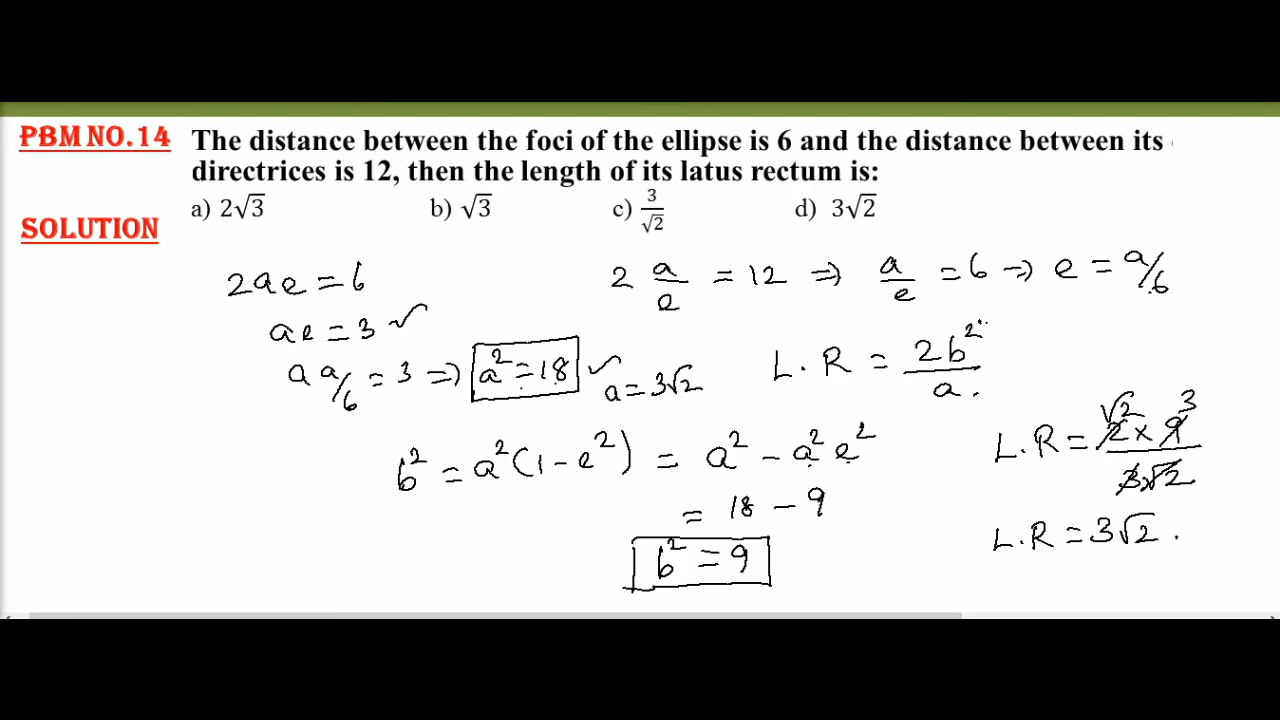 PBM NO.14 The distance between the foci of the ellipse is 6 and the distance between its
directrices is 12, then the length of its latus rectum is:
a) 2√3 b) √3 c) 3/√2 d) 3√2
SOLUTION
2ae = 6 2 a/e = 12 ⇒ a/e = 6 ⇒ e = a/6
ae = 3 ✓
a a/6 = 3 ⇒ a² = 18 ✓ a = 3√2 L.R = 2b²/a.
b² = a²(1 - e²) = a² - a²e² L.R = √2 2 × 9 3 / 3√2
= 18 - 9
b² = 9 L.R = 3√2.